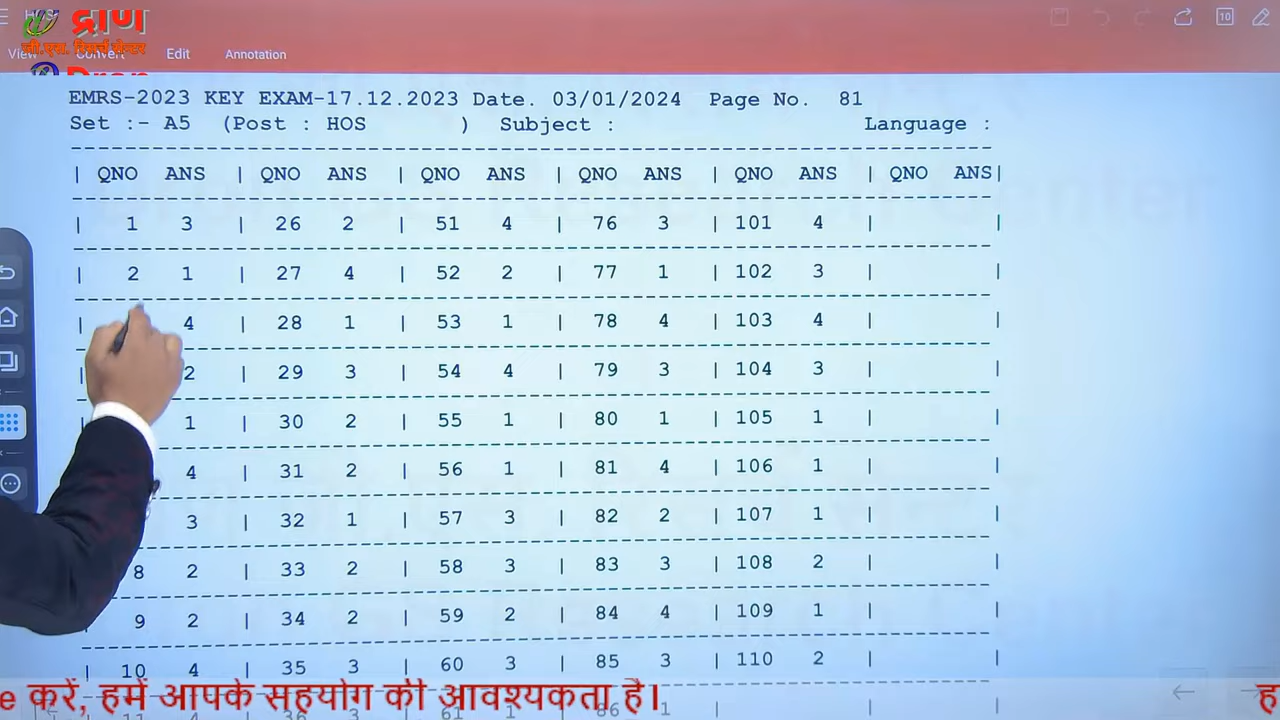 द्रोण
जी.एस. रिसर्च सेन्टर
View Convert Edit Annotation
10
EMRS-2023 KEY EXAM-17.12.2023 Date. 03/01/2024 Page No. 81
Set :- A5 (Post : HOS ) Subject : Language :
| QNO ANS | QNO ANS | QNO ANS | QNO ANS | QNO ANS | QNO ANS|
| 1 3 | 26 2 | 51 4 | 76 3 | 101 4 | |
| 2 1 | 27 4 | 52 2 | 77 1 | 102 3 | |
| 4 | 28 1 | 53 1 | 78 4 | 103 4 | |
| 2 | 29 3 | 54 4 | 79 3 | 104 3 | |
1 | 30 2 | 55 1 | 80 1 | 105 1 | |
4 | 31 2 | 56 1 | 81 4 | 106 1 | |
3 | 32 1 | 57 3 | 82 2 | 107 1 | |
8 2 | 33 2 | 58 3 | 83 3 | 108 2 | |
9 2 | 34 2 | 59 2 | 84 4 | 109 1 | |
| 10 4 | 35 3 | 60 3 | 85 3 | 110 2 | |
करें, हमें आपके सहयोग की आवश्यकता है।